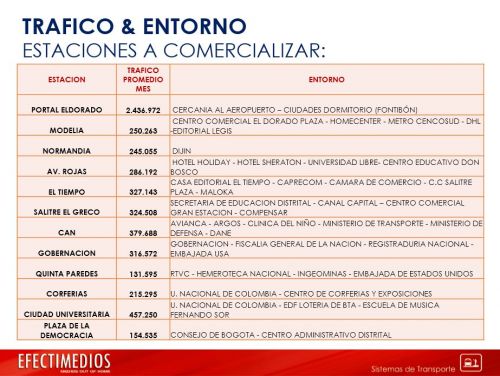 TRAFICO & ENTORNO
ESTACIONES A COMERCIALIZAR:
ESTACION
TRAFICO
PROMEDIO
MES
ENTORNO
PORTAL ELDORADO 2.436.972 CERCANIA AL AEROPUERTO – CIUDADES DORMITORIO (FONTIBÓN)
CENTRO COMERCIAL EL DORADO PLAZA - HOMECENTER - METRO CENCOSUD - DHL
MODELIA 250.263 -EDITORIAL LEGIS
NORMANDIA 245.055 DIJIN
HOTEL HOLIDAY - HOTEL SHERATON - UNIVERSIDAD LIBRE- CENTRO EDUCATIVO DON
AV. ROJAS 286.192 BOSCO
CASA EDITORIAL EL TIEMPO - CAPRECOM - CAMARA DE COMERCIO - C.C SALITRE
EL TIEMPO 327.143 PLAZA - MALOKA
SECRETARIA DE EDUCACION DISTRITAL - CANAL CAPITAL – CENTRO COMERCIAL
SALITRE EL GRECO 324.508 GRAN ESTACION - COMPENSAR
AVIANCA - ARGOS - CLINICA DEL NIÑO - MINISTERIO DE TRANSPORTE - MINISTERIO DE
CAN 379.688 DEFENSA - DANE
GOBERNACION - FISCALIA GENERAL DE LA NACION - REGISTRADURIA NACIONAL -
GOBERNACION 316.572 EMBAJADA USA
QUINTA PAREDES 131.595 RTVC - HEMEROTECA NACIONAL - INGEOMINAS - EMBAJADA DE ESTADOS UNIDOS
CORFERIAS 215.295 U. NACIONAL DE COLOMBIA - CENTRO DE CORFERIAS Y EXPOSICIONES
U. NACIONAL DE COLOMBIA - EDF LOTERIA DE BTA - ESCUELA DE MUSICA
CIUDAD UNIVERSITARIA 457.250 FERNANDO SOR
PLAZA DE LA
DEMOCRACIA 154.535 CONSEJO DE BOGOTA - CENTRO ADMINISTRATIVO DISTRITAL
EFECTIMEDIOS
MASTERS OUT OF HOME
Sistemas de Transporte